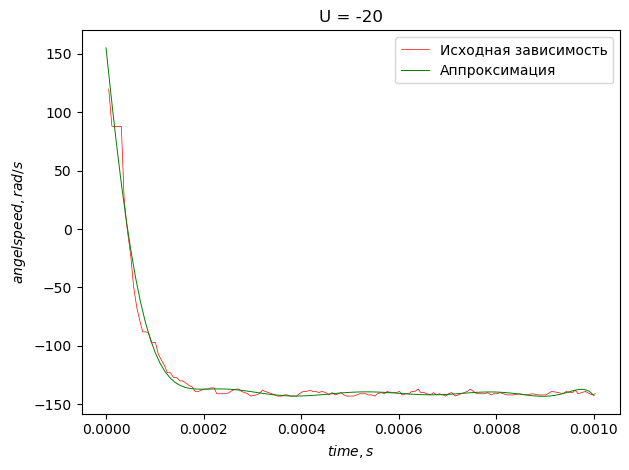 U = -20
Исходная зависимость
Аппроксимация
angelspeed, rad/s
150
100
50
0
−50
−100
−150
0.0000
0.0002
0.0004
0.0006
0.0008
0.0010
time, s